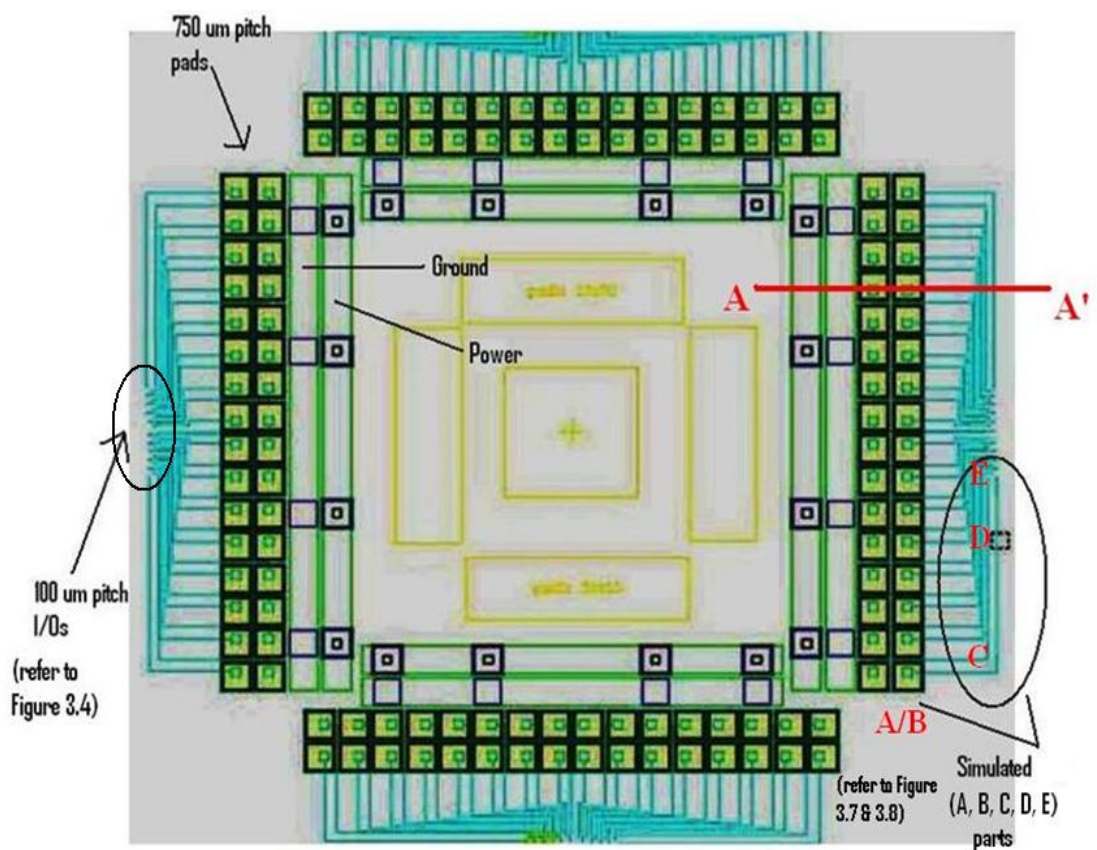 750 um pitch
pads
Ground
Power
A
A'
100 um pitch
I/Os
(refer to
Figure 3.4)
E
D
C
A/B
(refer to Figure
3.7 & 3.8)
Simulated
(A, B, C, D, E)
parts